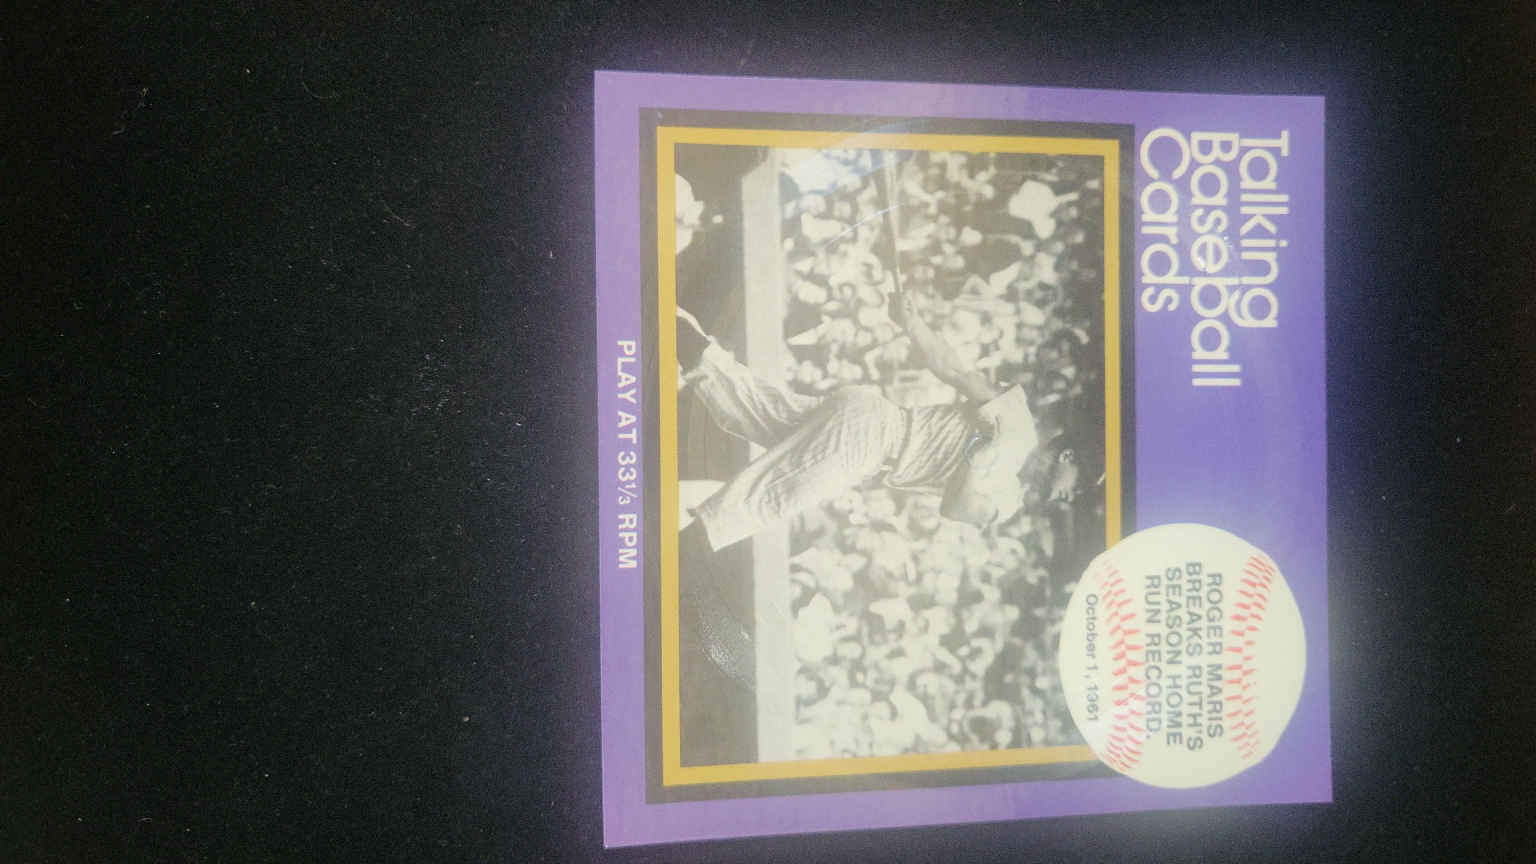 Talking
Baseball
Cards
ROGER MARIS
BREAKS RUTH'S
SEASON HOME
RUN RECORD.
October 1, 1961
PLAY AT 33⅓ RPM